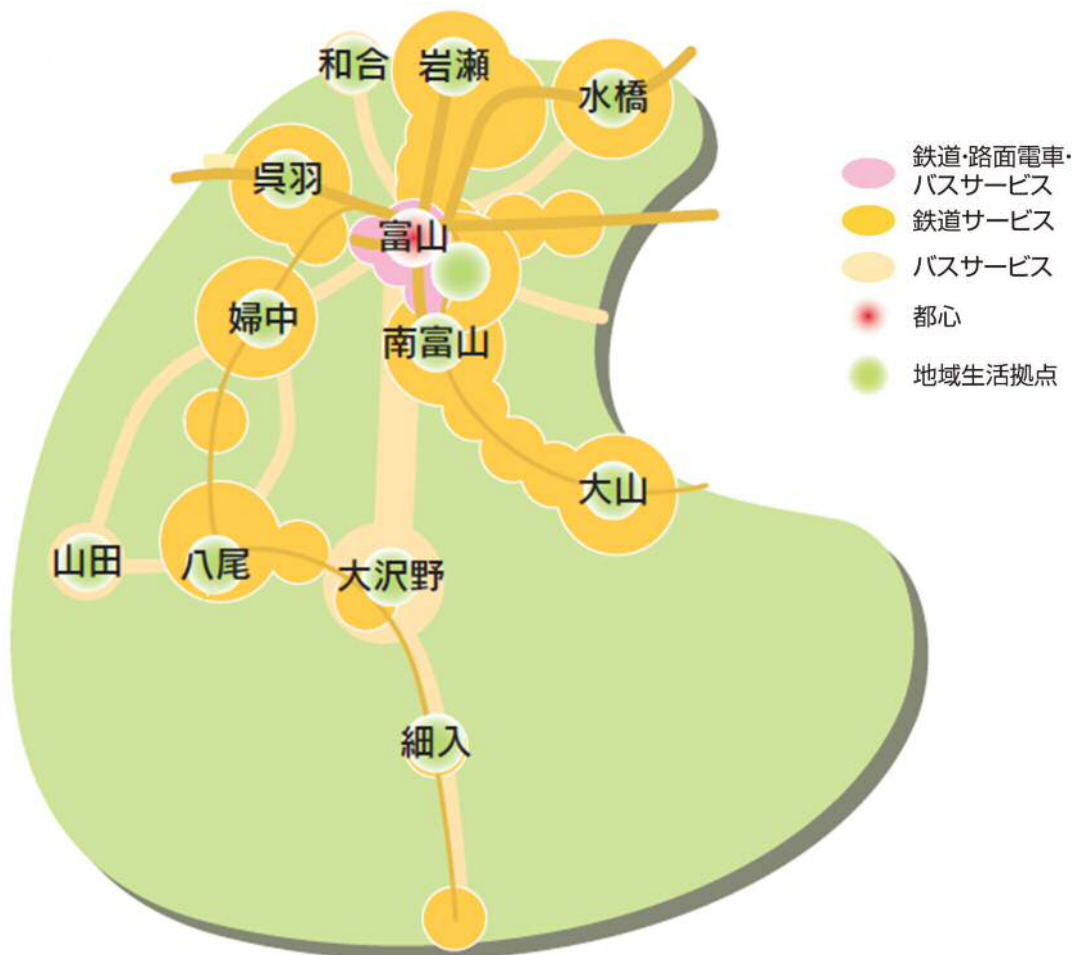 和合
岩瀬
水橋
呉羽
富山
婦中
南富山
大山
山田
八尾
大沢野
細入
鉄道・路面電車・
バスサービス
鉄道サービス
バスサービス
都心
地域生活拠点